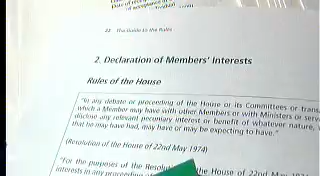 22 The Guide to the Rules
2. Declaration of Members' Interests
Rules of the House
"In any debate or proceeding of the House or its Committees or trans
which a Member may have with other Members or with Ministers or serv
disclose any relevant pecuniary interest or benefit of whatever nature,
that he may have had, may have or may be expecting to have."
(Resolution of the House of 22nd May 1974)
"For the purposes of the Resolut the House of 22nd May 197
interests in any proceeding